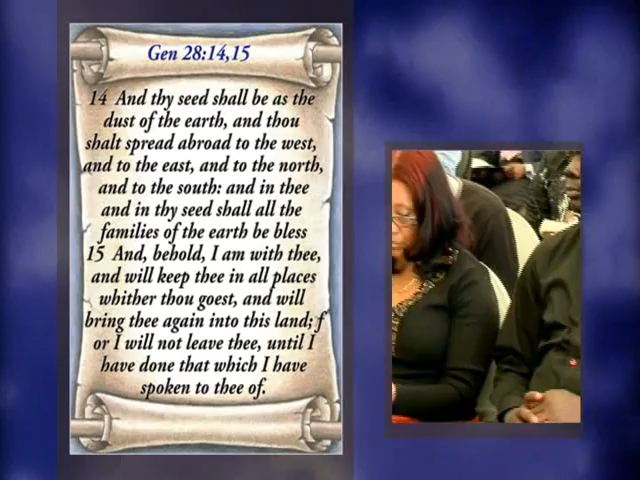 Gen 28:14,15
14 And thy seed shall be as the
dust of the earth, and thou
shalt spread abroad to the west,
and to the east, and to the north,
and to the south: and in thee
and in thy seed shall all the
families of the earth be bless
15 And, behold, I am with thee,
and will keep thee in all places
whither thou goest, and will
bring thee again into this land; f
or I will not leave thee, until I
have done that which I have
spoken to thee of.